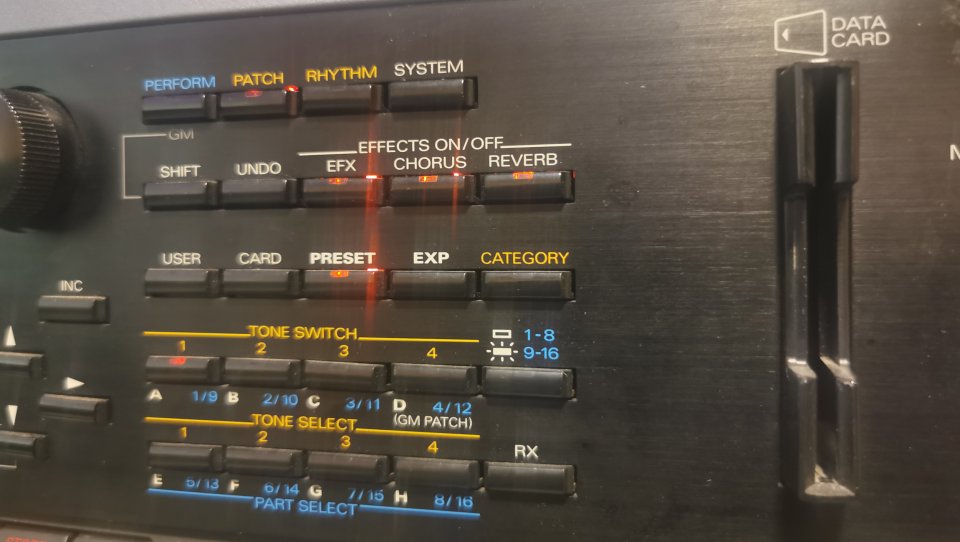 DATA
CARD
PERFORM PATCH RHYTHM SYSTEM
GM
EFFECTS ON/OFF
SHIFT UNDO EFX CHORUS REVERB
USER CARD PRESET EXP CATEGORY
INC
TONE SWITCH
1 2 3 4
1-8
9-16
A 1/9 B 2/10 C 3/11 D 4/12
(GM PATCH)
TONE SELECT
1 2 3 4
RX
E 5/13 F 6/14 G 7/15 H 8/16
PART SELECT